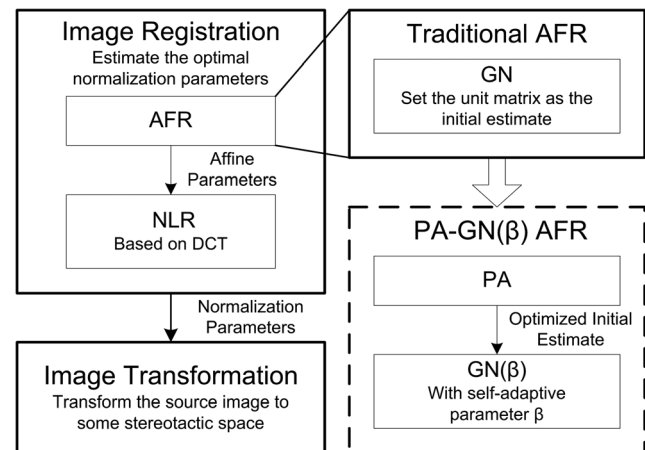 Image Registration
Estimate the optimal
normalization parameters
AFR
Affine
Parameters
NLR
Based on DCT
Normalization
Parameters
Image Transformation
Transform the source image to
some stereotactic space
Traditional AFR
GN
Set the unit matrix as the
initial estimate
PA-GN(β) AFR
PA
Optimized Initial
Estimate
GN(β)
With self-adaptive
parameter β